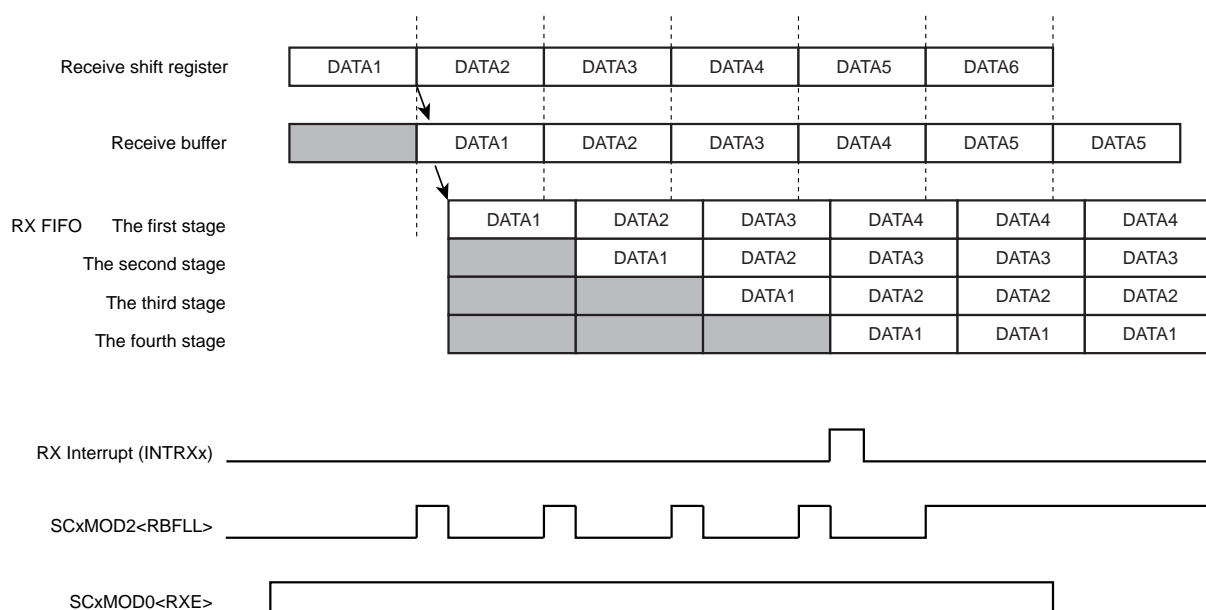 Receive shift register DATA1 DATA2 DATA3 DATA4 DATA5 DATA6
Receive buffer DATA1 DATA2 DATA3 DATA4 DATA5 DATA5
RX FIFO The first stage DATA1 DATA2 DATA3 DATA4 DATA4 DATA4
The second stage DATA1 DATA2 DATA3 DATA3 DATA3
The third stage DATA1 DATA2 DATA2 DATA2
The fourth stage DATA1 DATA1 DATA1
RX Interrupt (INTRXx)
SCxMOD2<RBFLL>
SCxMOD0<RXE>